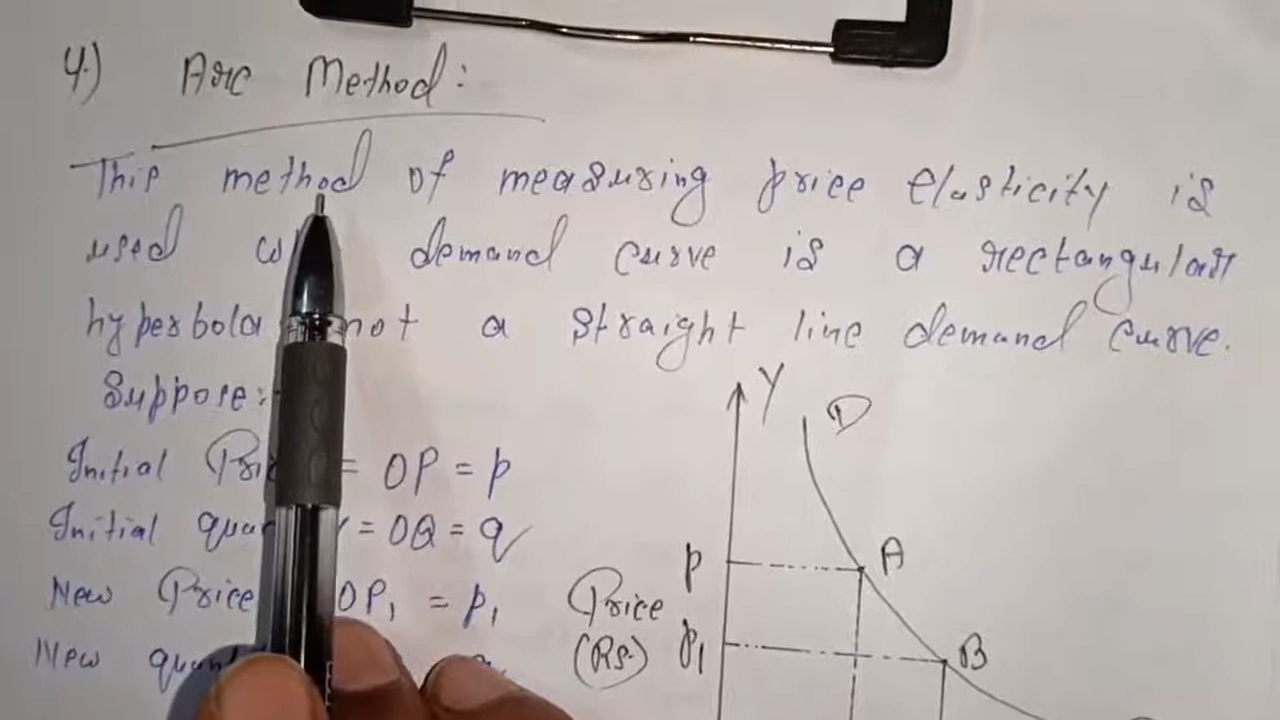 4.) Arc Method:
This method of measuring price elasticity is
used demand curve is a rectangular
hyperbola not a straight line demand curve.
Suppose:
Initial = OP = p
Initial = OQ = q
New Price OP₁ = p₁
New
Y
D
P
A
Price
(Rs.)
P₁
B